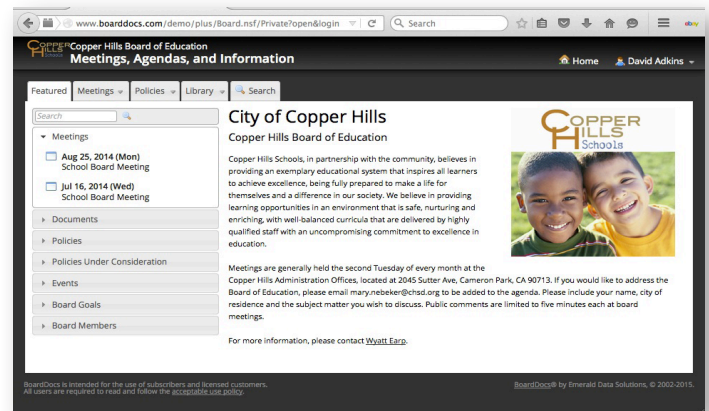 www.boarddocs.com/demo/plus/Board.nsf/Private?open&login
Search
ebay
COPPER HILLS SCHOOLS
Copper Hills Board of Education
Meetings, Agendas, and Information
Home
David Adkins
Featured
Meetings
Policies
Library
Search
Search
Meetings
Aug 25, 2014 (Mon)
School Board Meeting
Jul 16, 2014 (Wed)
School Board Meeting
Documents
Policies
Policies Under Consideration
Events
Board Goals
Board Members
City of Copper Hills
Copper Hills Board of Education
Copper Hills Schools, in partnership with the community, believes in
providing an exemplary educational system that inspires all learners
to achieve excellence, being fully prepared to make a life for
themselves and a difference in our society. We believe in providing
learning opportunities in an environment that is safe, nurturing and
enriching, with well-balanced curricula that are delivered by highly
qualified staff with an uncompromising commitment to excellence in
education.
COPPER
HILLS
Schools
Meetings are generally held the second Tuesday of every month at the
Copper Hills Administration Offices, located at 2045 Sutter Ave, Cameron Park, CA 90713. If you would like to address the
Board of Education, please email mary.nebeker@chsd.org to be added to the agenda. Please include your name, city of
residence and the subject matter you wish to discuss. Public comments are limited to five minutes each at board
meetings.
For more information, please contact Wyatt Earp.
BoardDocs is intended for the use of subscribers and licensed customers.
All users are required to read and follow the acceptable use policy.
BoardDocs® by Emerald Data Solutions, © 2002-2015.